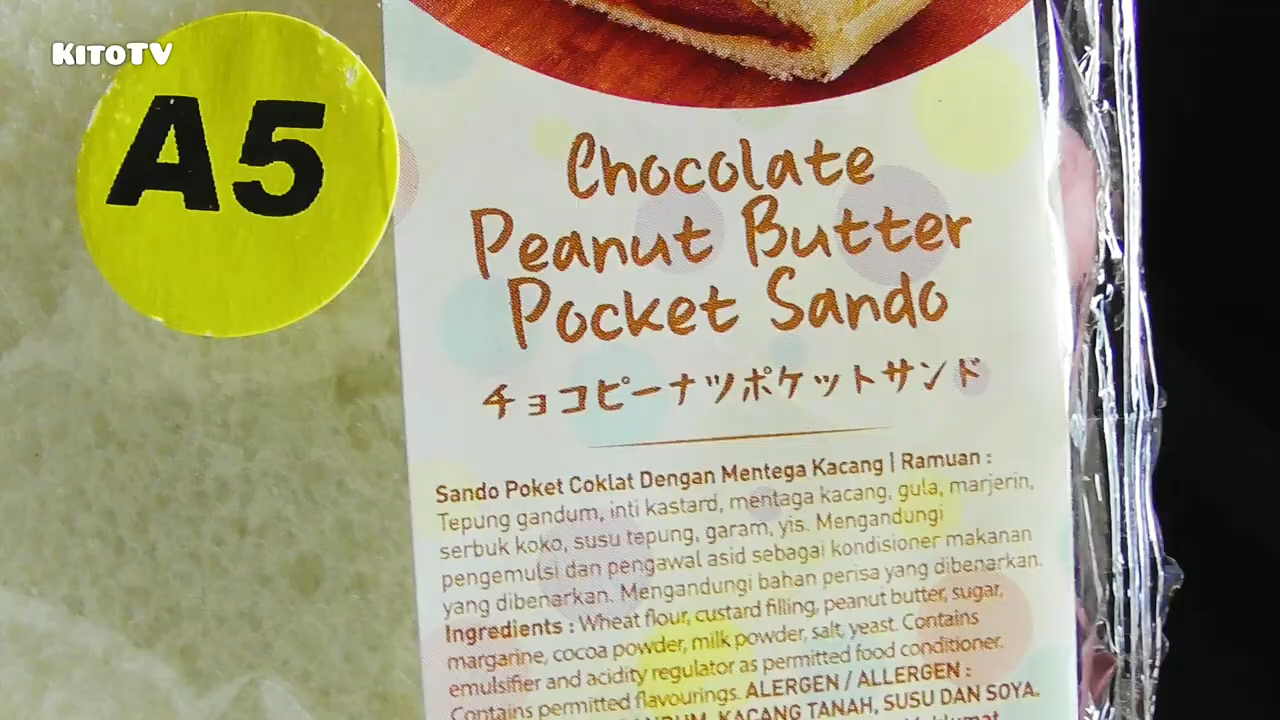 KITOTV
A5
Chocolate
Peanut Butter
Pocket Sando
チョコピーナツポケットサンド
Sando Poket Coklat Dengan Mentega Kacang | Ramuan :
Tepung gandum, inti kastard, mentaga kacang, gula, marjerin,
serbuk koko, susu tepung, garam, yis. Mengandungi
pengemulsi dan pengawal asid sebagai kondisioner makanan
yang dibenarkan. Mengandungi bahan perisa yang dibenarkan.
Ingredients : Wheat flour, custard filling, peanut butter, sugar,
margarine, cocoa powder, milk powder, salt, yeast. Contains
emulsifier and acidity regulator as permitted food conditioner.
Contains permitted flavourings. ALERGEN / ALLERGEN :
KACANG TANAH, SUSU DAN SOYA.